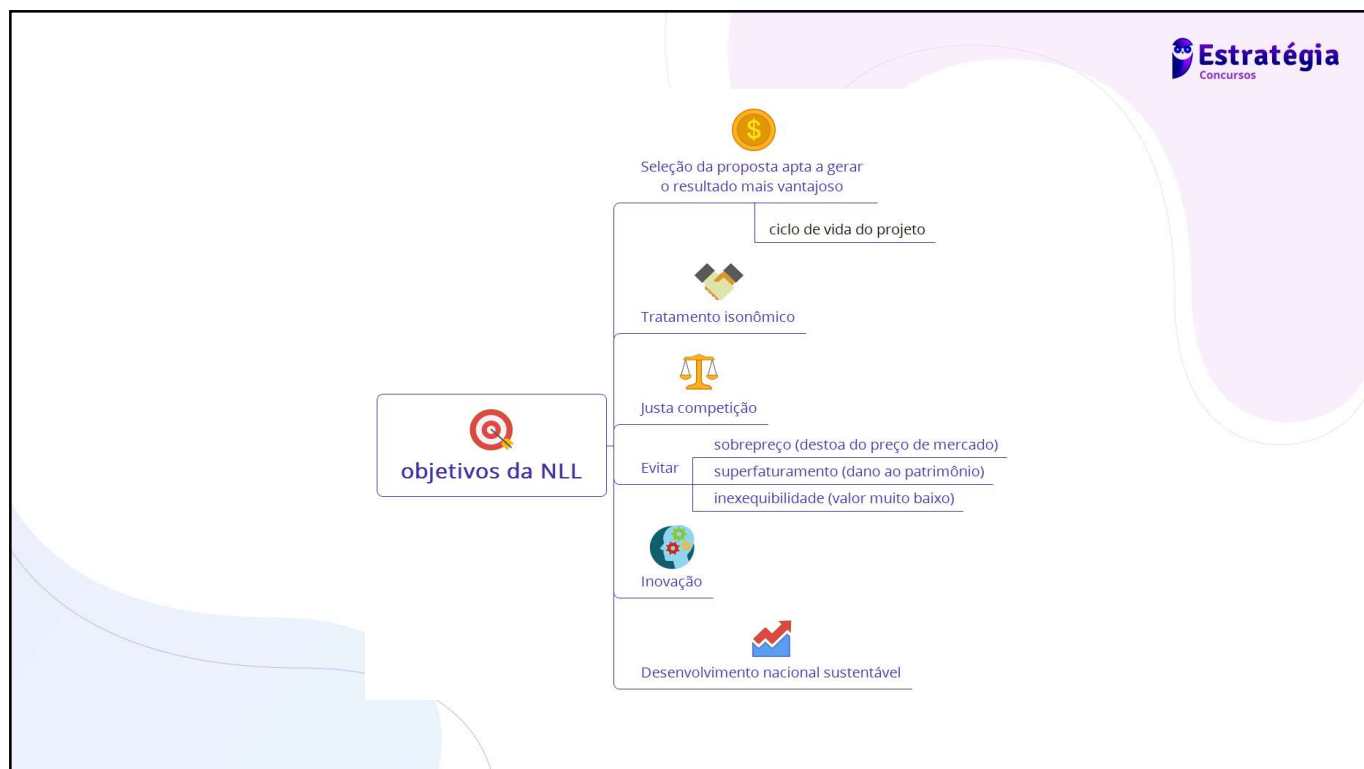 Estratégia
Concursos
$
Seleção da proposta apta a gerar
o resultado mais vantajoso
ciclo de vida do projeto
Tratamento isonômico
Justa competição
objetivos da NLL
Evitar
sobrepreço (destoa do preço de mercado)
superfaturamento (dano ao patrimônio)
inexequibilidade (valor muito baixo)
Inovação
Desenvolvimento nacional sustentável